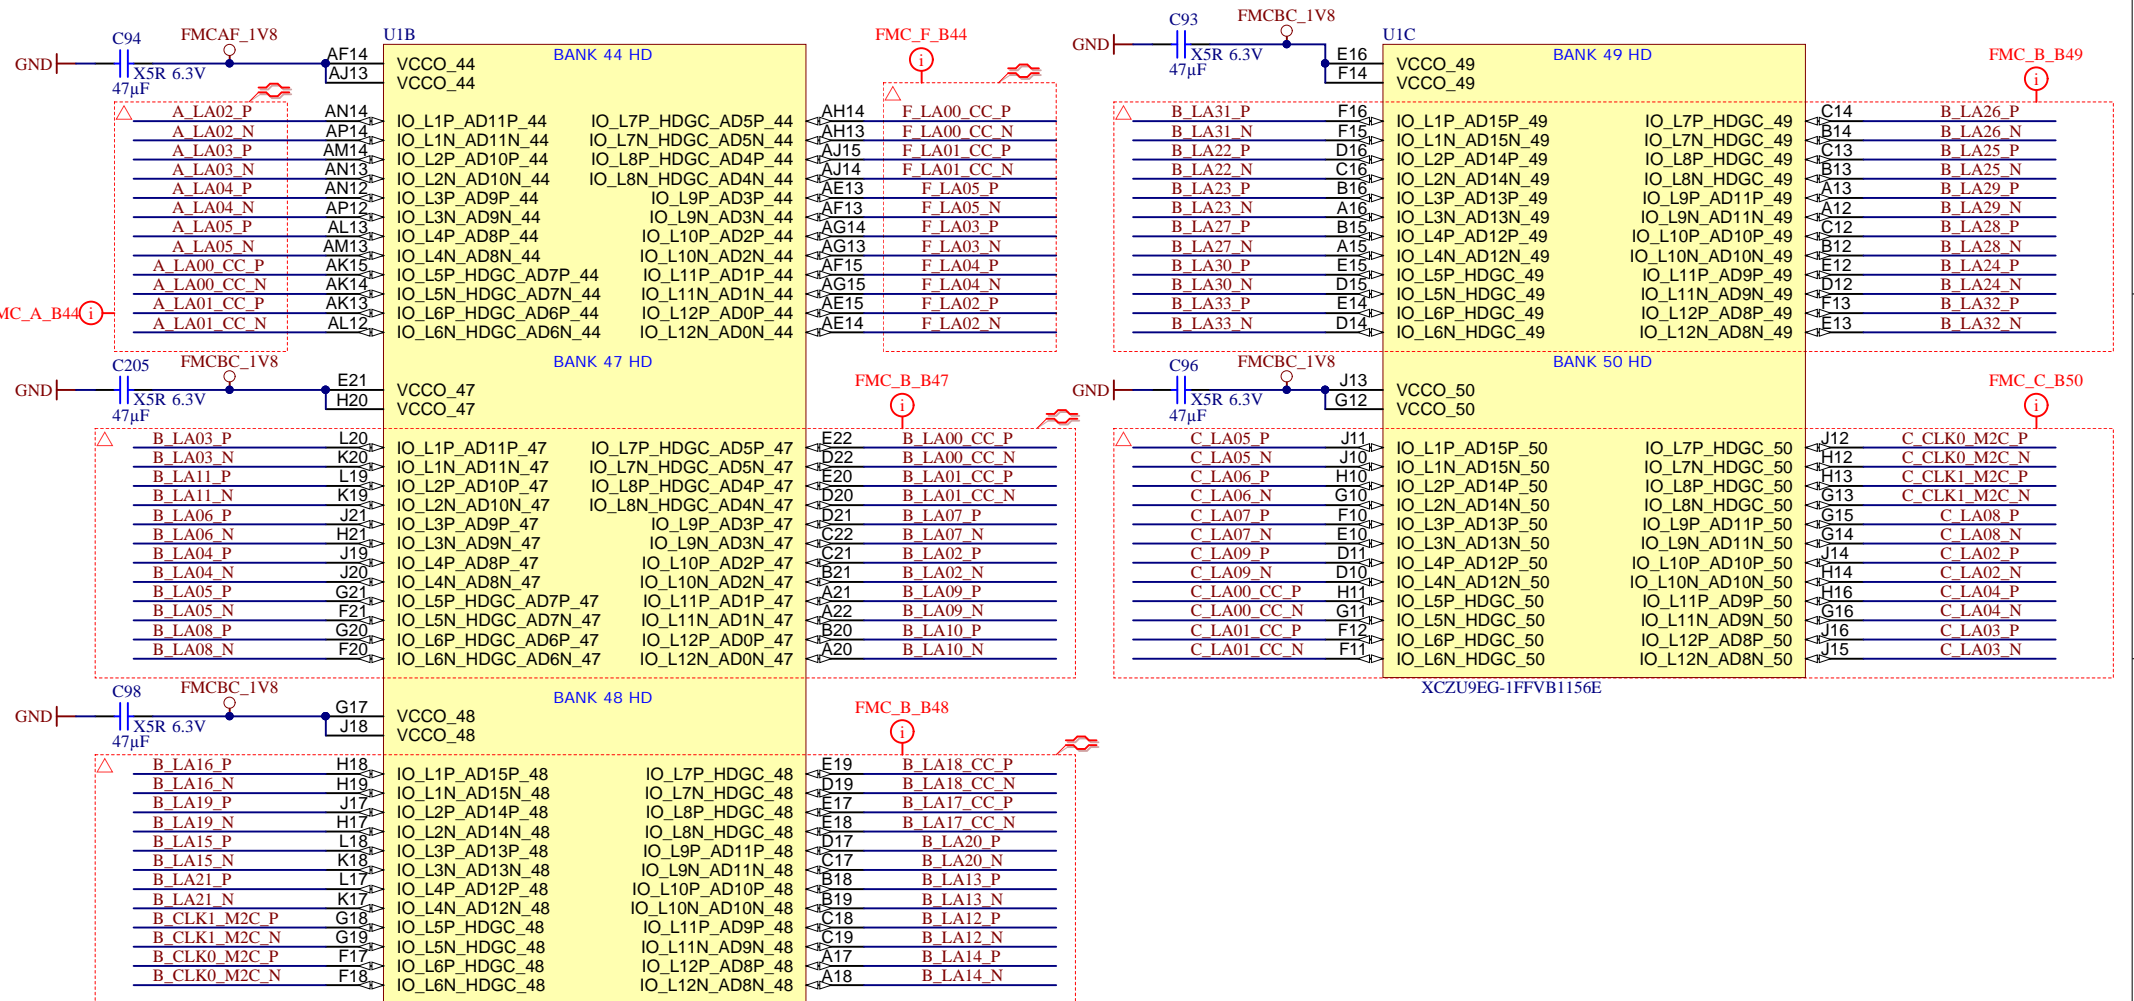 C94
FMCAF_1V8
U1B
GND
X5R 6.3V
47µF
BANK 44 HD
FMC_F_B44
i
AF14 VCCO_44
AJ13 VCCO_44
A_LA02_P AN14 IO_L1P_AD11P_44 IO_L7P_HDGC_AD5P_44 AH14 F_LA00_CC_P
A_LA02_N AP14 IO_L1N_AD11N_44 IO_L7N_HDGC_AD5N_44 AH13 F_LA00_CC_N
A_LA03_P AM14 IO_L2P_AD10P_44 IO_L8P_HDGC_AD4P_44 AJ15 F_LA01_CC_P
A_LA03_N AN13 IO_L2N_AD10N_44 IO_L8N_HDGC_AD4N_44 AJ14 F_LA01_CC_N
A_LA04_P AN12 IO_L3P_AD9P_44 IO_L9P_AD3P_44 AE13 F_LA05_P
A_LA04_N AP12 IO_L3N_AD9N_44 IO_L9N_AD3N_44 AF13 F_LA05_N
A_LA05_P AL13 IO_L4P_AD8P_44 IO_L10P_AD2P_44 AG14 F_LA03_P
A_LA05_N AM13 IO_L4N_AD8N_44 IO_L10N_AD2N_44 AG13 F_LA03_N
A_LA00_CC_P AK15 IO_L5P_HDGC_AD7P_44 IO_L11P_AD1P_44 AF15 F_LA04_P
A_LA00_CC_N AK14 IO_L5N_HDGC_AD7N_44 IO_L11N_AD1N_44 AG15 F_LA04_N
A_LA01_CC_P AK13 IO_L6P_HDGC_AD6P_44 IO_L12P_AD0P_44 AE15 F_LA02_P
A_LA01_CC_N AL12 IO_L6N_HDGC_AD6N_44 IO_L12N_AD0N_44 AE14 F_LA02_N
MC_A_B44 i
C205
FMCBC_1V8
GND
X5R 6.3V
47µF
BANK 47 HD
FMC_B_B47
i
E21 VCCO_47
H20 VCCO_47
B_LA03_P L20 IO_L1P_AD11P_47 IO_L7P_HDGC_AD5P_47 E22 B_LA00_CC_P
B_LA03_N K20 IO_L1N_AD11N_47 IO_L7N_HDGC_AD5N_47 D22 B_LA00_CC_N
B_LA11_P L19 IO_L2P_AD10P_47 IO_L8P_HDGC_AD4P_47 E20 B_LA01_CC_P
B_LA11_N K19 IO_L2N_AD10N_47 IO_L8N_HDGC_AD4N_47 D20 B_LA01_CC_N
B_LA06_P J21 IO_L3P_AD9P_47 IO_L9P_AD3P_47 D21 B_LA07_P
B_LA06_N H21 IO_L3N_AD9N_47 IO_L9N_AD3N_47 C22 B_LA07_N
B_LA04_P J19 IO_L4P_AD8P_47 IO_L10P_AD2P_47 C21 B_LA02_P
B_LA04_N J20 IO_L4N_AD8N_47 IO_L10N_AD2N_47 B21 B_LA02_N
B_LA05_P G21 IO_L5P_HDGC_AD7P_47 IO_L11P_AD1P_47 A21 B_LA09_P
B_LA05_N F21 IO_L5N_HDGC_AD7N_47 IO_L11N_AD1N_47 A22 B_LA09_N
B_LA08_P G20 IO_L6P_HDGC_AD6P_47 IO_L12P_AD0P_47 B20 B_LA10_P
B_LA08_N F20 IO_L6N_HDGC_AD6N_47 IO_L12N_AD0N_47 A20 B_LA10_N
C98
FMCBC_1V8
GND
X5R 6.3V
47µF
BANK 48 HD
FMC_B_B48
i
G17 VCCO_48
J18 VCCO_48
B_LA16_P H18 IO_L1P_AD15P_48 IO_L7P_HDGC_48 E19 B_LA18_CC_P
B_LA16_N H19 IO_L1N_AD15N_48 IO_L7N_HDGC_48 D19 B_LA18_CC_N
B_LA19_P J17 IO_L2P_AD14P_48 IO_L8P_HDGC_48 E17 B_LA17_CC_P
B_LA19_N H17 IO_L2N_AD14N_48 IO_L8N_HDGC_48 E18 B_LA17_CC_N
B_LA15_P L18 IO_L3P_AD13P_48 IO_L9P_AD11P_48 D17 B_LA20_P
B_LA15_N K18 IO_L3N_AD13N_48 IO_L9N_AD11N_48 C17 B_LA20_N
B_LA21_P L17 IO_L4P_AD12P_48 IO_L10P_AD10P_48 B18 B_LA13_P
B_LA21_N K17 IO_L4N_AD12N_48 IO_L10N_AD10N_48 B19 B_LA13_N
B_CLK1_M2C_P G18 IO_L5P_HDGC_48 IO_L11P_AD9P_48 C18 B_LA12_P
B_CLK1_M2C_N G19 IO_L5N_HDGC_48 IO_L11N_AD9N_48 C19 B_LA12_N
B_CLK0_M2C_P F17 IO_L6P_HDGC_48 IO_L12P_AD8P_48 A17 B_LA14_P
B_CLK0_M2C_N F18 IO_L6N_HDGC_48 IO_L12N_AD8N_48 A18 B_LA14_N
C93
FMCBC_1V8
U1C
GND
X5R 6.3V
47µF
BANK 49 HD
FMC_B_B49
i
E16 VCCO_49
F14 VCCO_49
B_LA31_P F16 IO_L1P_AD15P_49 IO_L7P_HDGC_49 C14 B_LA26_P
B_LA31_N F15 IO_L1N_AD15N_49 IO_L7N_HDGC_49 B14 B_LA26_N
B_LA22_P D16 IO_L2P_AD14P_49 IO_L8P_HDGC_49 C13 B_LA25_P
B_LA22_N C16 IO_L2N_AD14N_49 IO_L8N_HDGC_49 B13 B_LA25_N
B_LA23_P B16 IO_L3P_AD13P_49 IO_L9P_AD11P_49 A13 B_LA29_P
B_LA23_N A16 IO_L3N_AD13N_49 IO_L9N_AD11N_49 A12 B_LA29_N
B_LA27_P B15 IO_L4P_AD12P_49 IO_L10P_AD10P_49 C12 B_LA28_P
B_LA27_N A15 IO_L4N_AD12N_49 IO_L10N_AD10N_49 B12 B_LA28_N
B_LA30_P E15 IO_L5P_HDGC_49 IO_L11P_AD9P_49 E12 B_LA24_P
B_LA30_N D15 IO_L5N_HDGC_49 IO_L11N_AD9N_49 D12 B_LA24_N
B_LA33_P E14 IO_L6P_HDGC_49 IO_L12P_AD8P_49 F13 B_LA32_P
B_LA33_N D14 IO_L6N_HDGC_49 IO_L12N_AD8N_49 E13 B_LA32_N
C96
FMCBC_1V8
GND
X5R 6.3V
47µF
BANK 50 HD
FMC_C_B50
i
J13 VCCO_50
G12 VCCO_50
C_LA05_P J11 IO_L1P_AD15P_50 IO_L7P_HDGC_50 J12 C_CLK0_M2C_P
C_LA05_N J10 IO_L1N_AD15N_50 IO_L7N_HDGC_50 H12 C_CLK0_M2C_N
C_LA06_P H10 IO_L2P_AD14P_50 IO_L8P_HDGC_50 H13 C_CLK1_M2C_P
C_LA06_N G10 IO_L2N_AD14N_50 IO_L8N_HDGC_50 G13 C_CLK1_M2C_N
C_LA07_P F10 IO_L3P_AD13P_50 IO_L9P_AD11P_50 G15 C_LA08_P
C_LA07_N E10 IO_L3N_AD13N_50 IO_L9N_AD11N_50 G14 C_LA08_N
C_LA09_P D11 IO_L4P_AD12P_50 IO_L10P_AD10P_50 J14 C_LA02_P
C_LA09_N D10 IO_L4N_AD12N_50 IO_L10N_AD10N_50 H14 C_LA02_N
C_LA00_CC_P H11 IO_L5P_HDGC_50 IO_L11P_AD9P_50 H16 C_LA04_P
C_LA00_CC_N G11 IO_L5N_HDGC_50 IO_L11N_AD9N_50 G16 C_LA04_N
C_LA01_CC_P F12 IO_L6P_HDGC_50 IO_L12P_AD8P_50 J16 C_LA03_P
C_LA01_CC_N F11 IO_L6N_HDGC_50 IO_L12N_AD8N_50 J15 C_LA03_N
XCZU9EG-1FFVB1156E